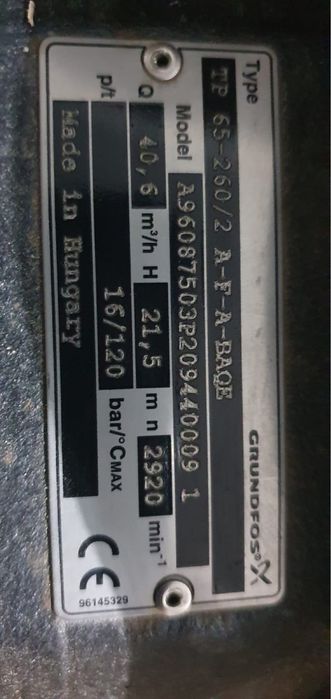 GRUNDFOS®
Type TP 65-260/2 A-F-A-BAQE
Model A96087503P209440009 1
Q 40,6 m³/h H 21,5 m n 2920 min⁻¹
p/t 16/120 bar/°CMAX
Made in Hungary
CE
96145329